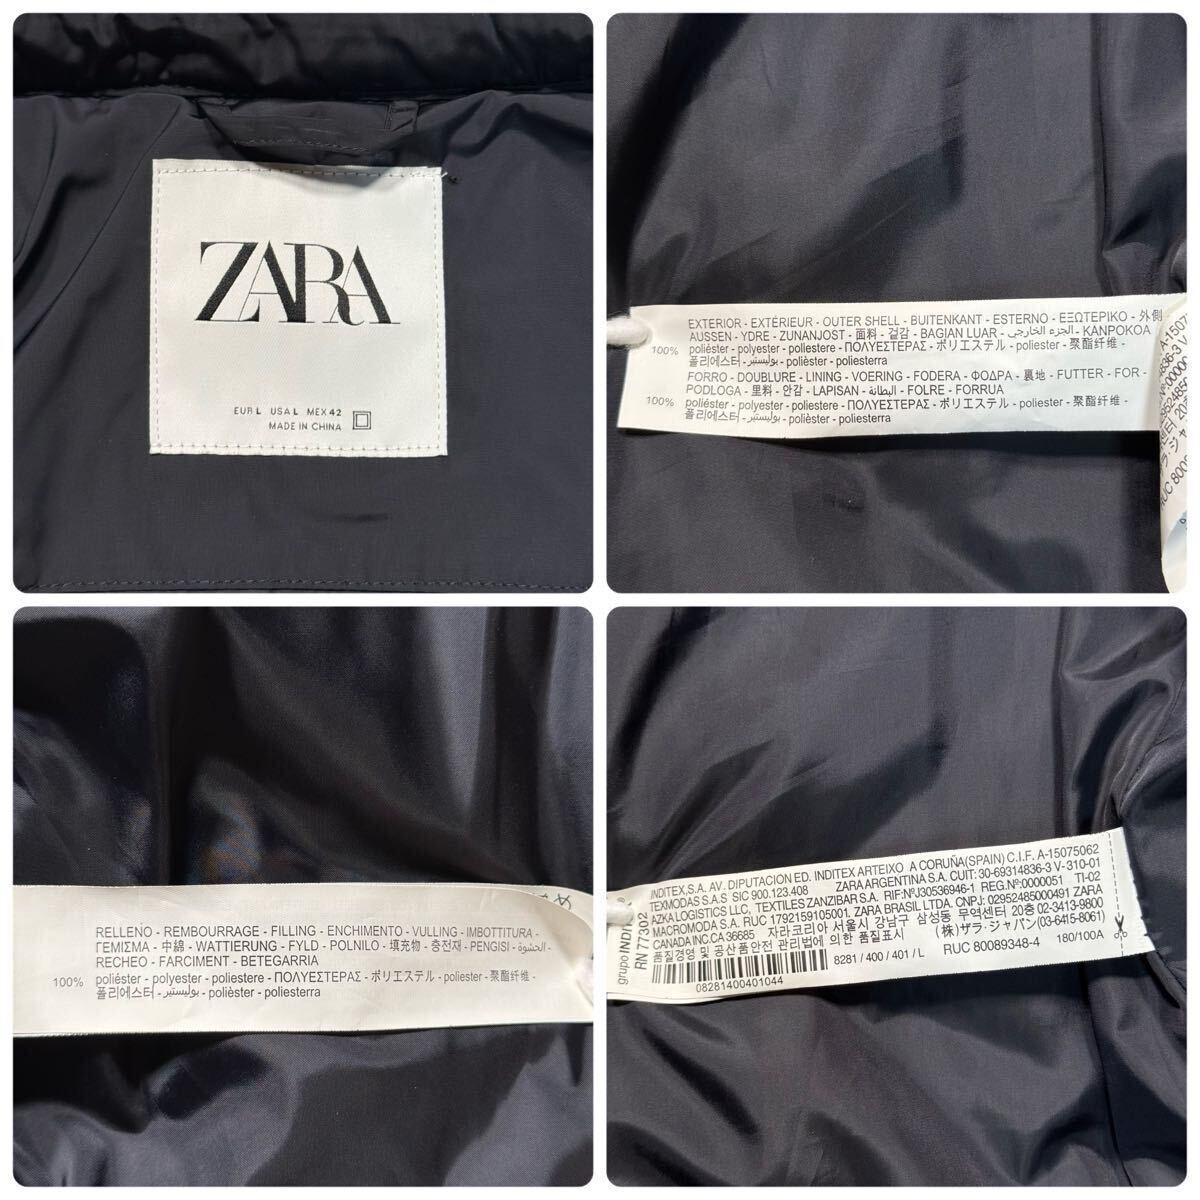 ZARA
EUR L USA L MEX 42
MADE IN CHINA
EXTERIOR - EXTÉRIEUR - OUTER SHELL - BUITENKANT - ESTERNO - ΕΞΩΤΕΡΙΚΟ - 外側
AUSSEN - YDRE - ZUNANJOST - 面料 - 겉감 - BAGIAN LUAR - الجزء الخارجي - KANPOKOA
100% poliéster - polyester - poliestere - ΠΟΛΥΕΣΤΕΡΑΣ - ポリエステル - poliester - 聚酯纤维 -
폴리에스터 - بوليستير - polièster - poliesterra
FORRO - DOUBLURE - LINING - VOERING - FODERA - ΦΟΔΡΑ - 裏地 - FUTTER - FOR -
PODLOGA - 里料 - 안감 - LAPISAN - البطانة - FOLRE - FORRUA
100% poliéster - polyester - poliestere - ΠΟΛΥΕΣΤΕΡΑΣ - ポリエステル - poliester - 聚酯纤维 -
폴리에스터 - بوليستير - polièster - poliesterra
RELLENO - REMBOURRAGE - FILLING - ENCHIMENTO - VULLING - IMBOTTITURA -
ΓΕΜΙΣΜΑ - 中綿 - WATTIERUNG - FYLD - POLNILO - 填充物 - 충전재 - PENGISI - الحشوة -
RECHEO - FARCIMENT - BETEGARRIA
100% poliéster - polyester - poliestere - ΠΟΛΥΕΣΤΕΡΑΣ - ポリエステル - poliester - 聚酯纤维 -
폴리에스터 - بوليستير - polièster - poliesterra
grupo INDITEX
RN 77302
INDITEX,S.A. AV. DIPUTACION ED. INDITEX ARTEIXO A CORUÑA(SPAIN) C.I.F. A-15075062
TEXMODAS S.A.S SIC 900.123.408 ZARA ARGENTINA S.A. CUIT: 30-69314836-3 V-310-01
AZKA LOGISTICS LLC, TEXTILES ZANZIBAR S.A. RIF:NºJ30536946-1 REG.Nº:0000051 TI-02
MACROMODA S.A. RUC 1792159105001. ZARA BRASIL LTDA. CNPJ: 02952485000491 ZARA
CANADA INC.CA 36685 자라코리아 서울시 강남구 삼성동 무역센터 20층 02-3413-9800
품질경영 및 공산품안전 관리법에 의한 품질표시 (株)ザラ・ジャパン(03-6415-8061)
8281 / 400 / 401 / L RUC 80089348-4 180/100A
08281400401044